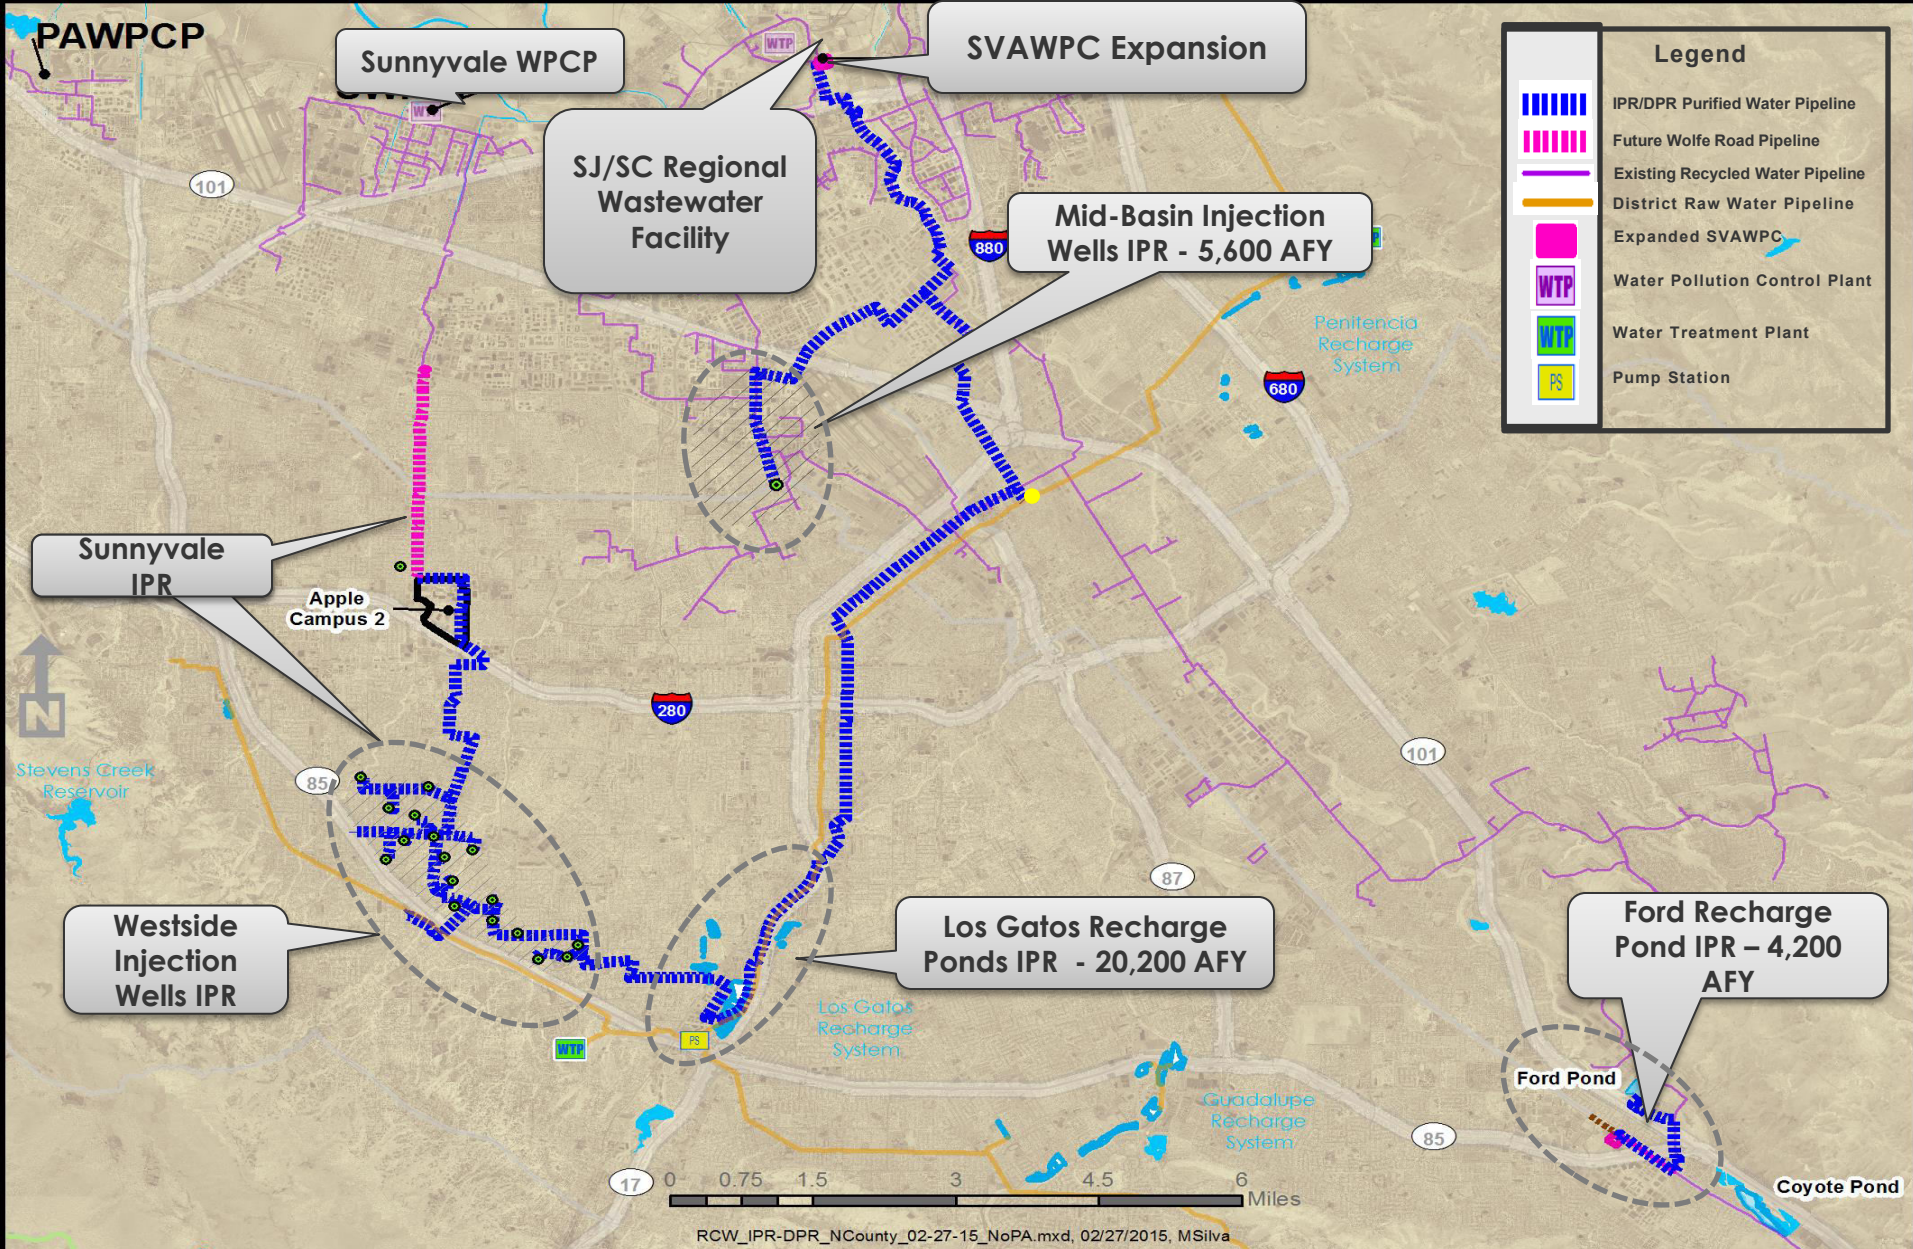 PAWPCP
Sunnyvale WPCP
WTP
WTP
SVAWPC Expansion
SJ/SC Regional
Wastewater
Facility
101
880
Mid-Basin Injection
Wells IPR - 5,600 AFY
Legend
IPR/DPR Purified Water Pipeline
Future Wolfe Road Pipeline
Existing Recycled Water Pipeline
District Raw Water Pipeline
Expanded SVAWPC
WTP
Water Pollution Control Plant
WTP
Water Treatment Plant
PS
Pump Station
Penitencia
Recharge
System
680
Sunnyvale
IPR
Apple
Campus 2
N
280
Stevens Creek
Reservoir
85
101
87
Westside
Injection
Wells IPR
Los Gatos Recharge
Ponds IPR - 20,200 AFY
Ford Recharge
Pond IPR – 4,200
AFY
Los Gatos
Recharge
System
WTP
PS
Ford Pond
Guadalupe
Recharge
System
85
17
Coyote Pond
0 0.75 1.5 3 4.5 6
Miles
RCW_IPR-DPR_NCounty_02-27-15_NoPA.mxd, 02/27/2015, MSilva